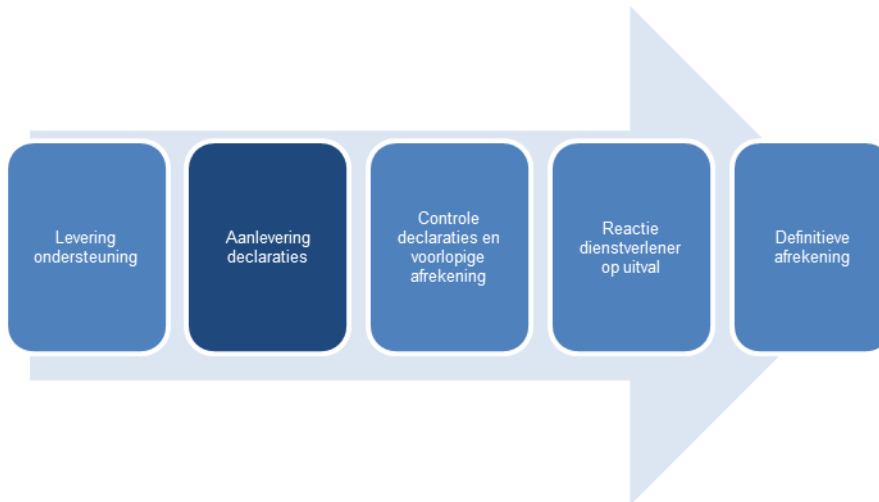 Levering
ondersteuning
Aanlevering
declaraties
Controle
declaraties en
voorlopige
afrekening
Reactie
dienstverlener
op uitval
Definitieve
afrekening